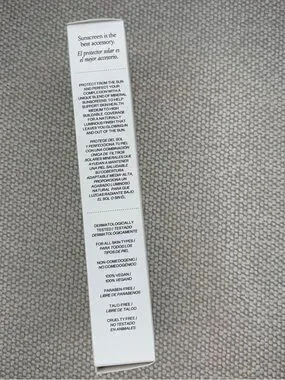 Sunscreen is the
best accessory.
El protector solar es
el mejor accesorio.
PROTECT FROM THE SUN
AND PERFECT YOUR
COMPLEXION WITH A
UNIQUE BLEND OF MINERAL
SUNSCREENS TO HELP
SUPPORT SKIN HEALTH.
MEDIUM TO HIGH
BUILDABLE COVERAGE
FOR A NATURALLY
LUMINOUS FINISH THAT
LEAVES YOU GLOWING IN
AND OUT OF THE SUN.
PROTEGE DEL SOL
Y PERFECCIONA TU PIEL
CON UNA COMBINACIÓN
ÚNICA DE FILTROS
SOLARES MINERALES QUE
AYUDAN A MANTENER
UNA PIEL SALUDABLE.
SU COBERTURA
ADAPTABLE MEDIA-ALTA,
PROPORCIONA UN
ACABADO LUMINOSO
NATURAL PARA QUE
LUZCAS RADIANTE BAJO
EL SOL O SIN ÉL.
DERMATOLOGICALLY
TESTED / TESTADO
DERMATOLÓGICAMENTE
FOR ALL SKIN TYPES /
PARA TODOS LOS
TIPOS DE PIEL
NON-COMEDOGENIC /
NO COMEDOGÉNICO
100% VEGAN /
100% VEGANO
PARABEN-FREE /
LIBRE DE PARABENOS
TALC-FREE /
LIBRE DE TALCO
CRUELTY FREE /
NO TESTADO
EN ANIMALES